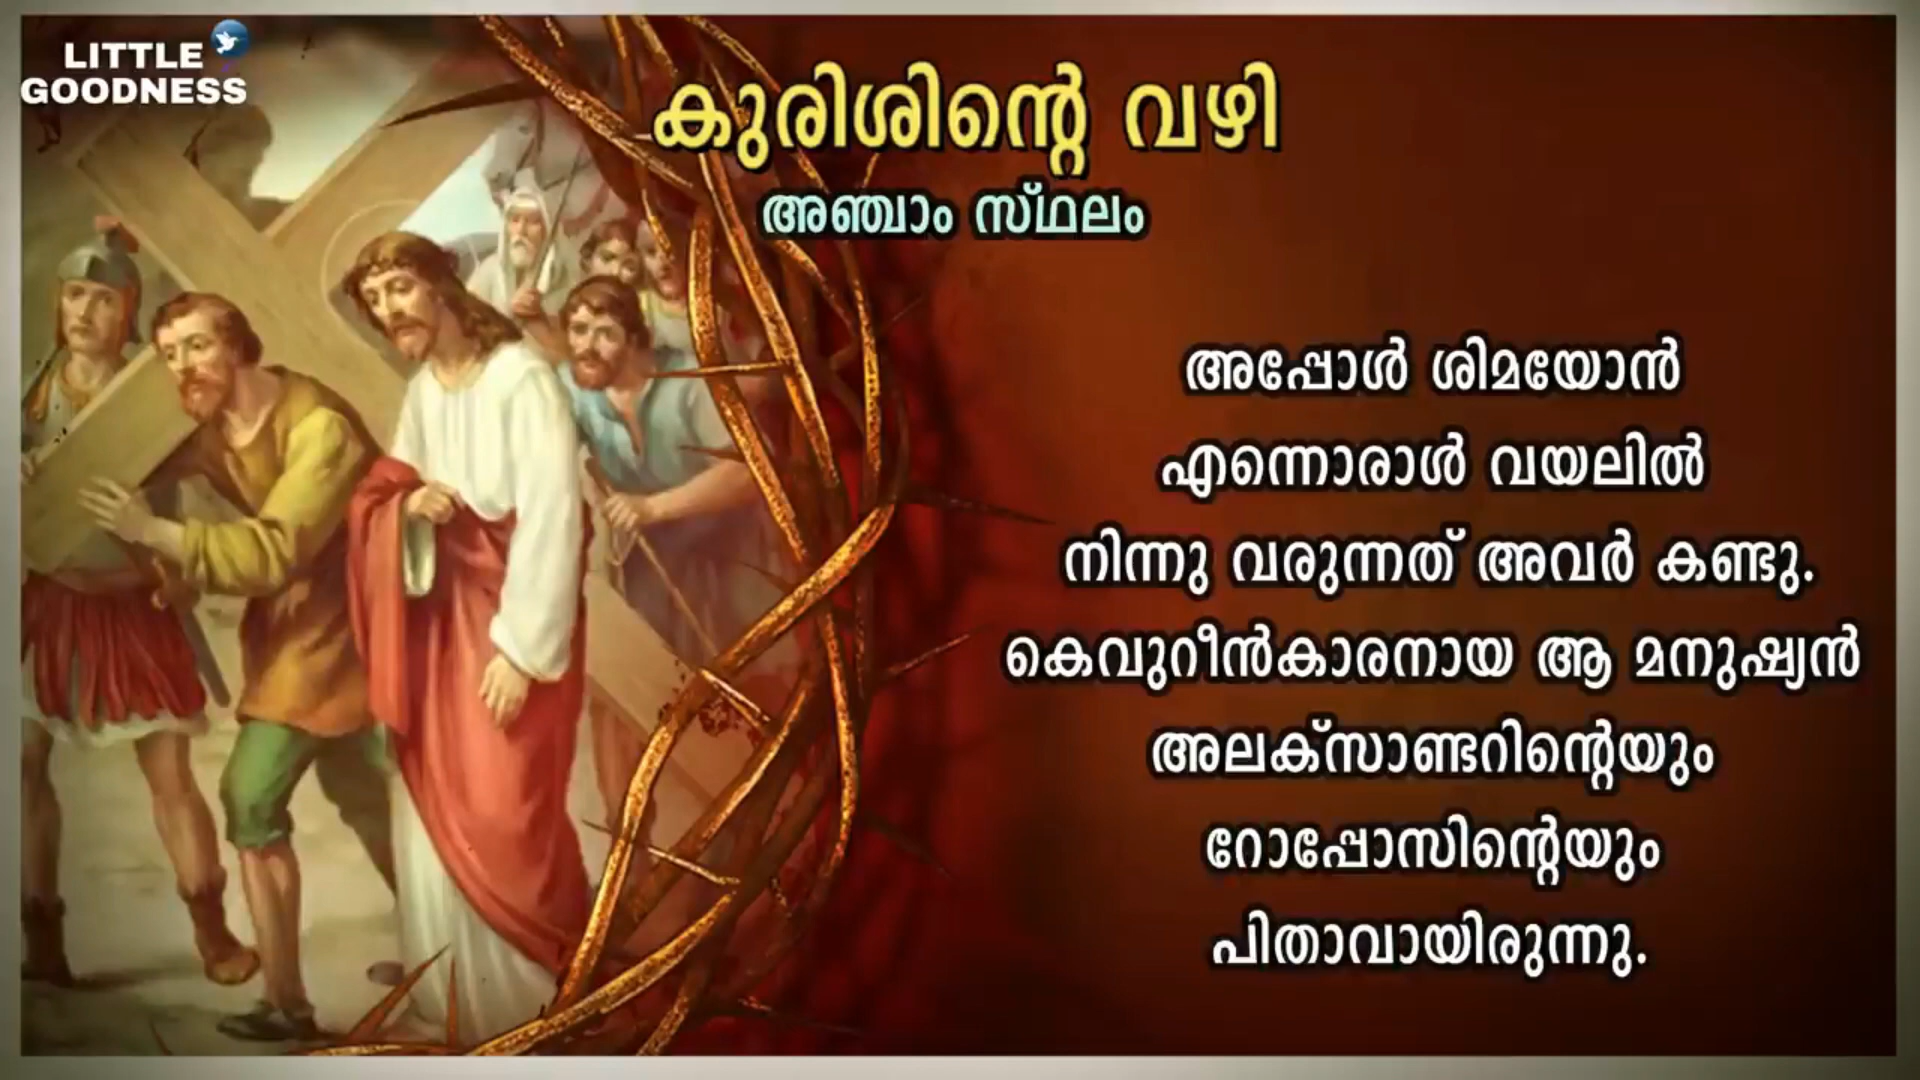 LITTLE
GOODNESS
കുരിശിന്റെ വഴി
അഞ്ചാം സ്ഥലം
അപ്പോൾ ശിമയോൻ
എന്നൊരാൾ വയലിൽ
നിന്നു വരുന്നത് അവർ കണ്ടു.
കെവുറീൻകാരനായ ആ മനുഷ്യൻ
അലക്സാണ്ടറിന്റെയും
റോപ്പോസിന്റെയും
പിതാവായിരുന്നു.